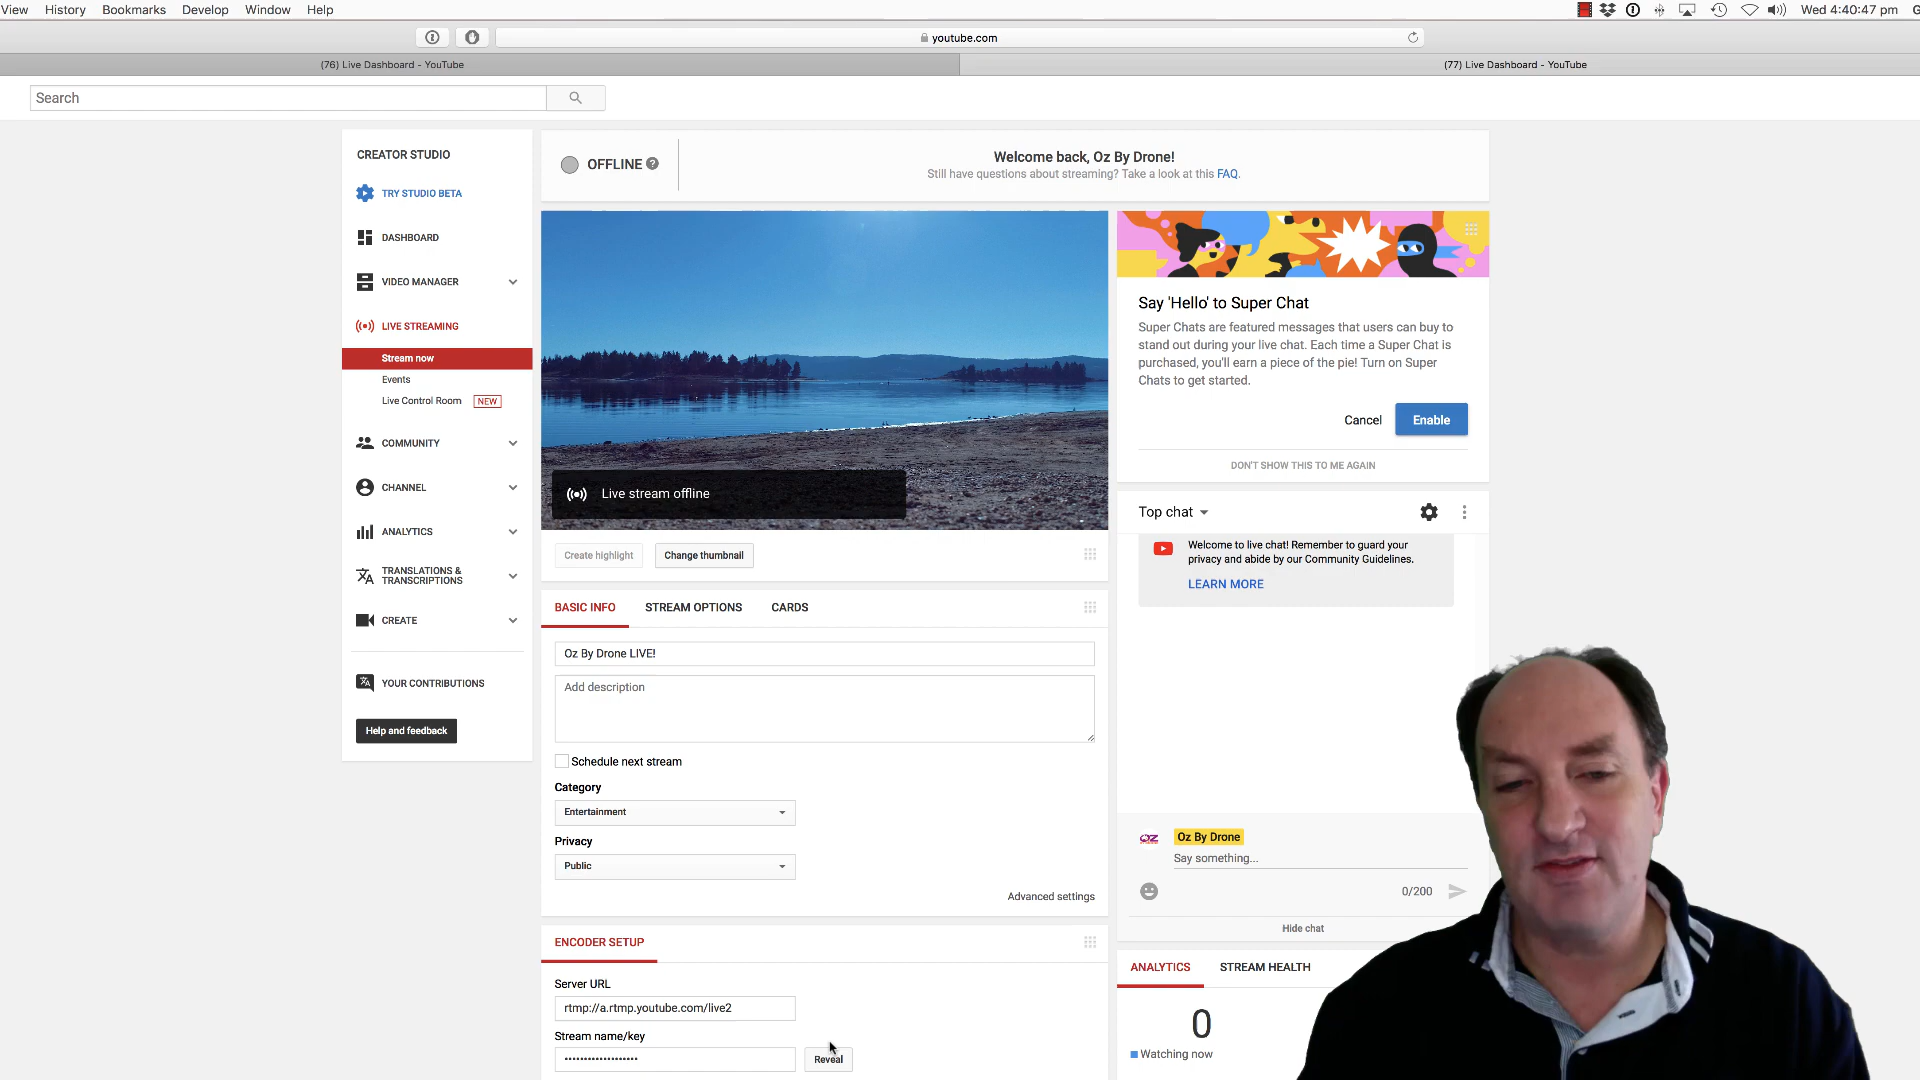 View History Bookmarks Develop Window Help
Wed 4:40:47 pm
youtube.com
(76) Live Dashboard - YouTube
(77) Live Dashboard - YouTube
Search
CREATOR STUDIO
TRY STUDIO BETA
DASHBOARD
VIDEO MANAGER
LIVE STREAMING
Stream now
Events
Live Control Room NEW
COMMUNITY
CHANNEL
ANALYTICS
TRANSLATIONS &
TRANSCRIPTIONS
CREATE
YOUR CONTRIBUTIONS
Help and feedback
OFFLINE ?
Welcome back, Oz By Drone!
Still have questions about streaming? Take a look at this FAQ.
Live stream offline
Create highlight Change thumbnail
BASIC INFO STREAM OPTIONS CARDS
Oz By Drone LIVE!
Add description
Schedule next stream
Category
Entertainment
Privacy
Public
Advanced settings
ENCODER SETUP
Server URL
rtmp://a.rtmp.youtube.com/live2
Stream name/key
•••••••••••••••••••
Reveal
Say 'Hello' to Super Chat
Super Chats are featured messages that users can buy to
stand out during your live chat. Each time a Super Chat is
purchased, you'll earn a piece of the pie! Turn on Super
Chats to get started.
Cancel Enable
DON'T SHOW THIS TO ME AGAIN
Top chat
Welcome to live chat! Remember to guard your
privacy and abide by our Community Guidelines.
LEARN MORE
OZ
Oz By Drone
Say something...
0/200
Hide chat
ANALYTICS STREAM HEALTH
0
Watching now